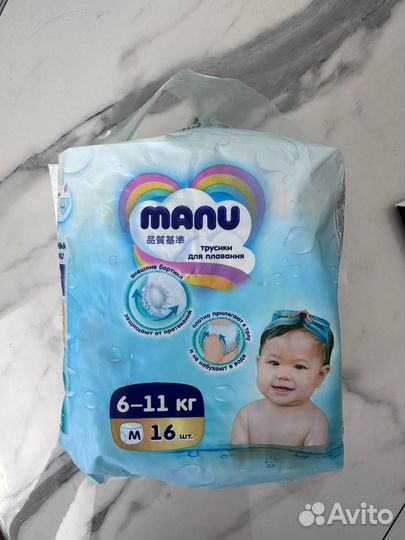 manu
品質基準
трусики
для плавания
внешние бортики
защищают от протеканий
плотно прилегают к телу
и не набухают в воде
6–11 кг
M 16 шт.
M
Avito